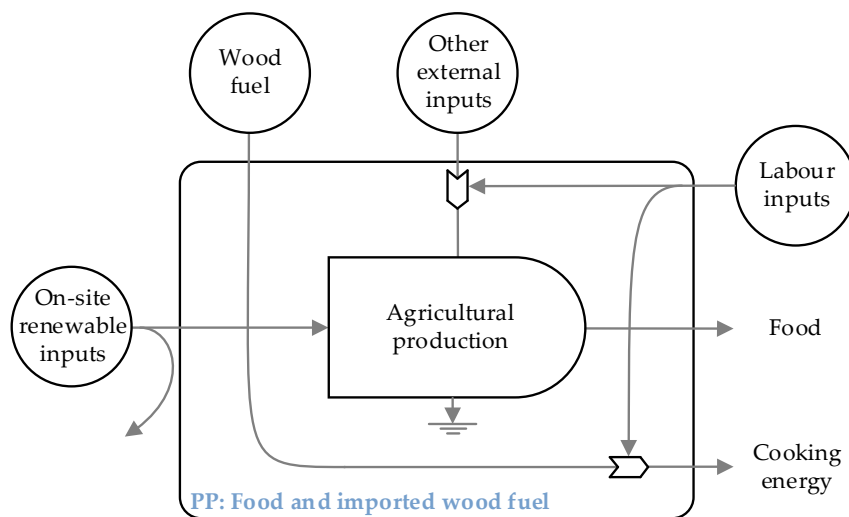 Wood
fuel
Other
external
inputs
Labour
inputs
On-site
renewable
inputs
Agricultural
production
Food
Cooking
energy
PP: Food and imported wood fuel